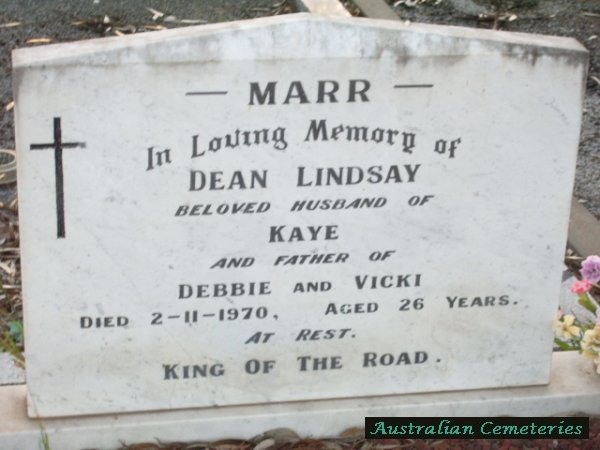 — MARR —
In Loving Memory of
DEAN LINDSAY
BELOVED HUSBAND OF
KAYE
AND FATHER OF
DEBBIE AND VICKI
DIED 2-11-1970, AGED 26 YEARS.
AT REST.
KING OF THE ROAD.
Australian Cemeteries